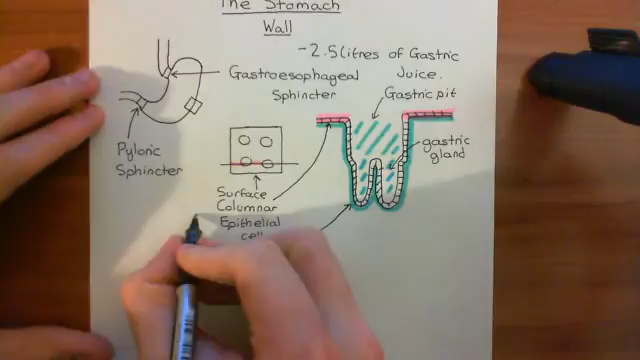 The Stomach
Wall
-2.5 litres of Gastric
Juice.
Gastroesophageal
Sphincter
Gastric pit
gastric
gland
Pyloric
Sphincter
Surface
Columnar
Epithelial
cell